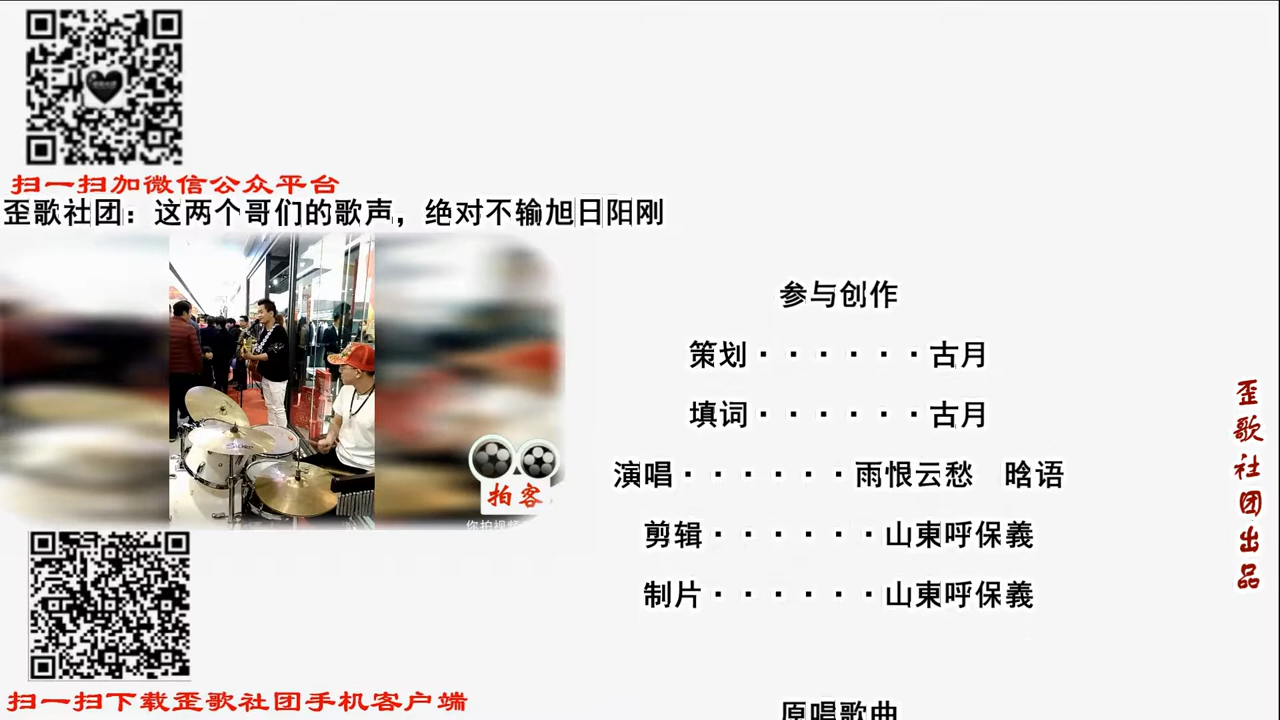 扫一扫加微信公众平台
歪歌社团：这两个哥们的歌声，绝对不输旭日阳刚
拍客
你拍视频
扫一扫下载歪歌社团手机客户端
参与创作
策划······古月
填词······古月
演唱······雨恨云愁　晗语
剪辑······山東呼保義
制片······山東呼保義
原唱歌曲
歪歌社团出品